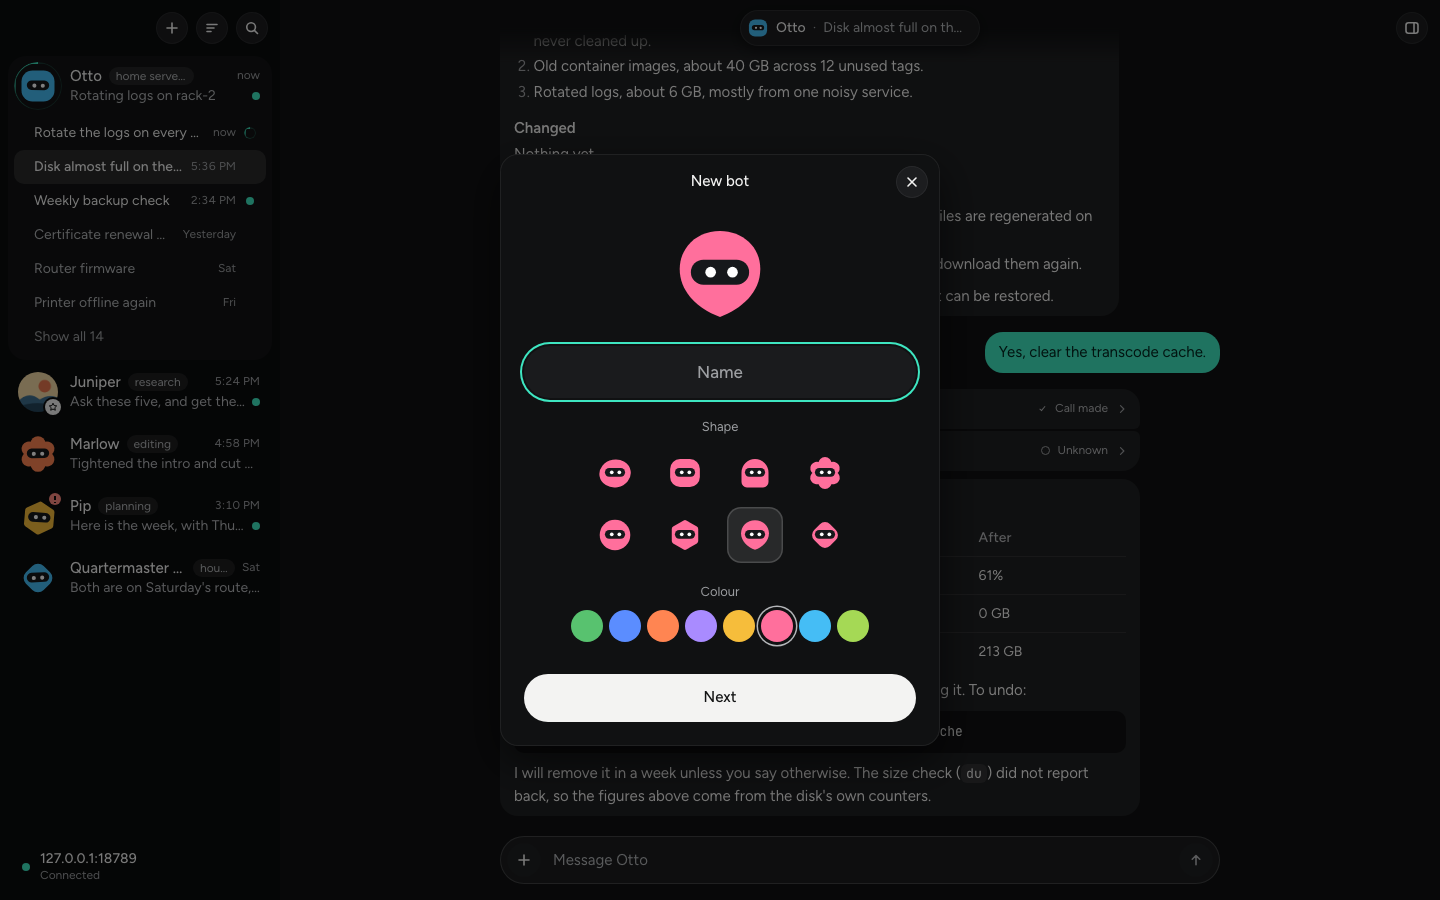 Otto
home serve...
now
Rotating logs on rack-2
Rotate the logs on every ...
now
Disk almost full on the...
5:36 PM
Weekly backup check
2:34 PM
Certificate renewal ...
Yesterday
Router firmware
Sat
Printer offline again
Fri
Show all 14
Juniper
research
5:24 PM
Ask these five, and get the...
Marlow
editing
4:58 PM
Tightened the intro and cut ...
Pip
planning
3:10 PM
Here is the week, with Thu...
Quartermaster ...
hou...
Sat
Both are on Saturday's route,...
127.0.0.1:18789
Connected
Otto · Disk almost full on th...
never cleaned up.
2. Old container images, about 40 GB across 12 unused tags.
3. Rotated logs, about 6 GB, mostly from one noisy service.
Changed
Nothing yet
iles are regenerated on
download them again.
can be restored.
Yes, clear the transcode cache.
Call made
Unknown
After
61%
0 GB
213 GB
g it. To undo:
che
I will remove it in a week unless you say otherwise. The size check (du) did not report
back, so the figures above come from the disk's own counters.
Message Otto
New bot
Name
Shape
Colour
Next